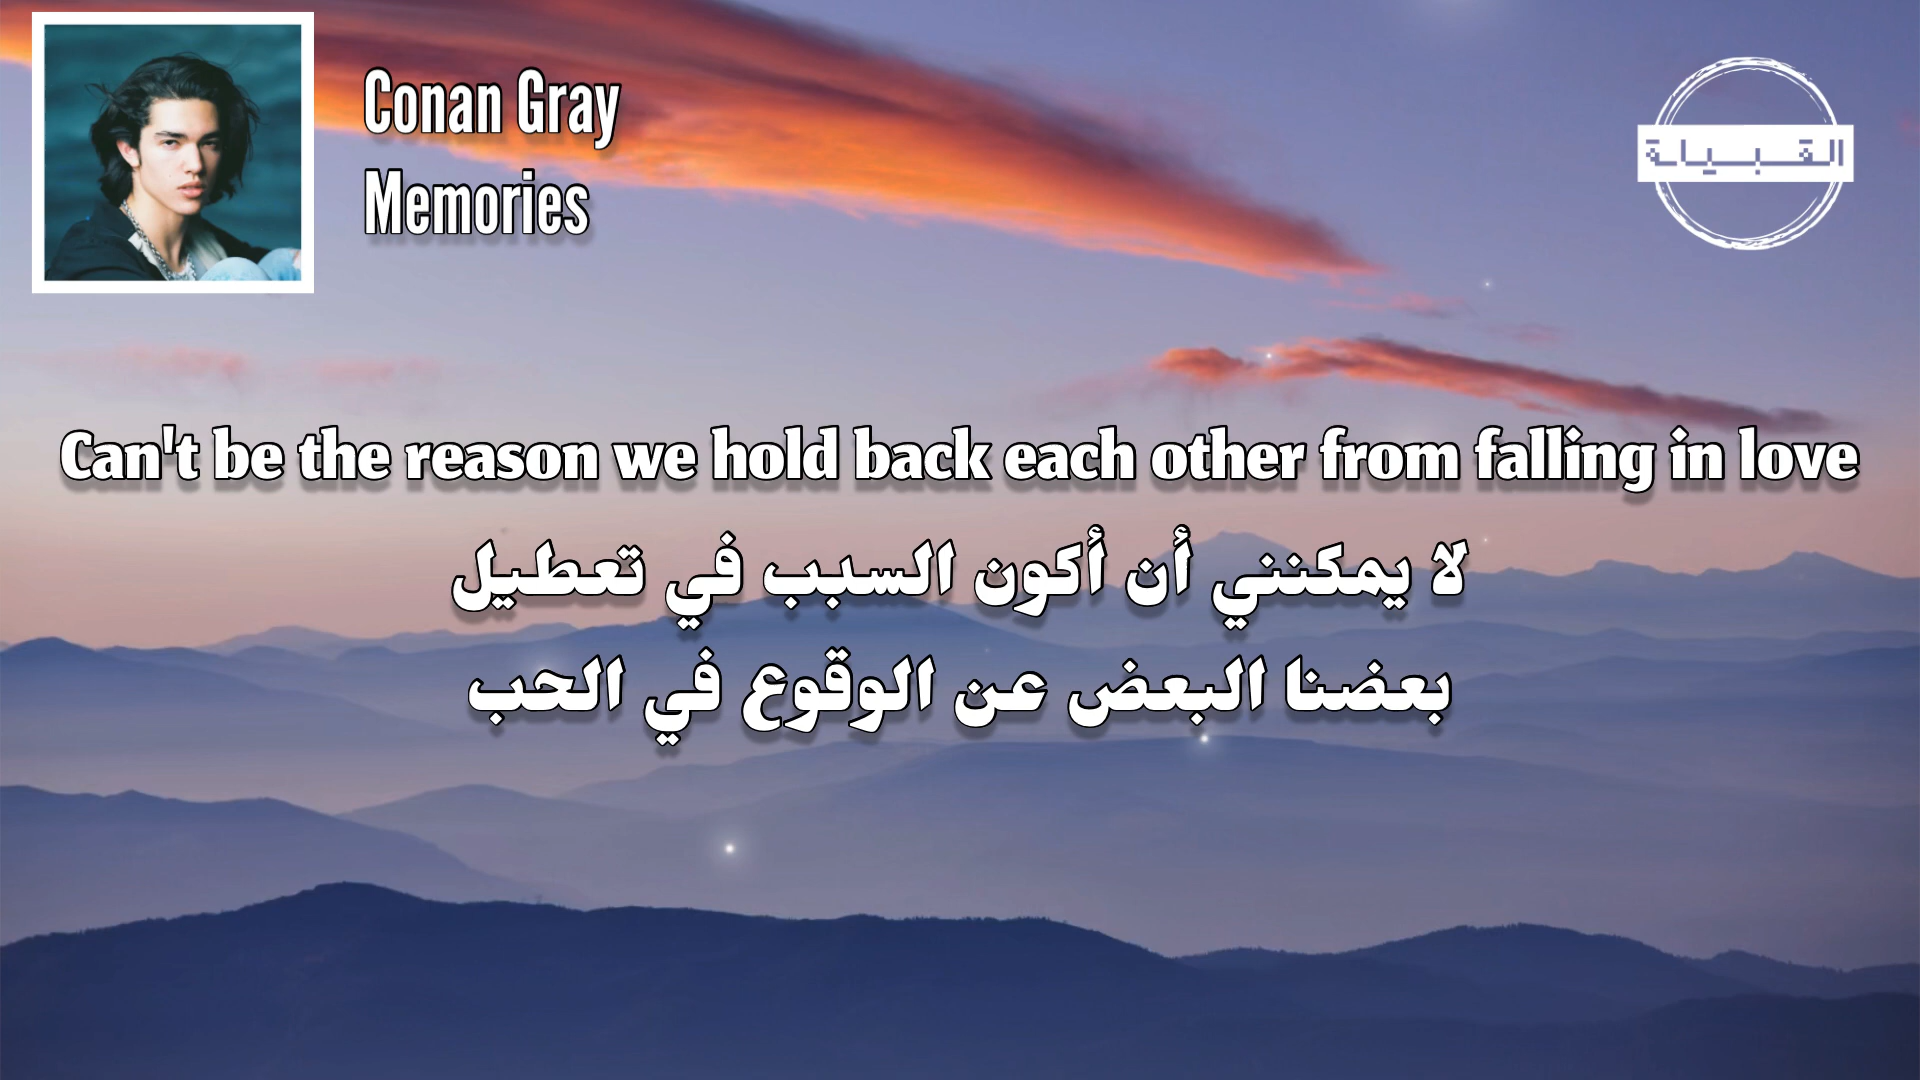 Conan Gray
Memories
القبيالة
Can't be the reason we hold back each other from falling in love
لا يمكنني أن أكون السبب في تعطيل
بعضنا البعض عن الوقوع في الحب